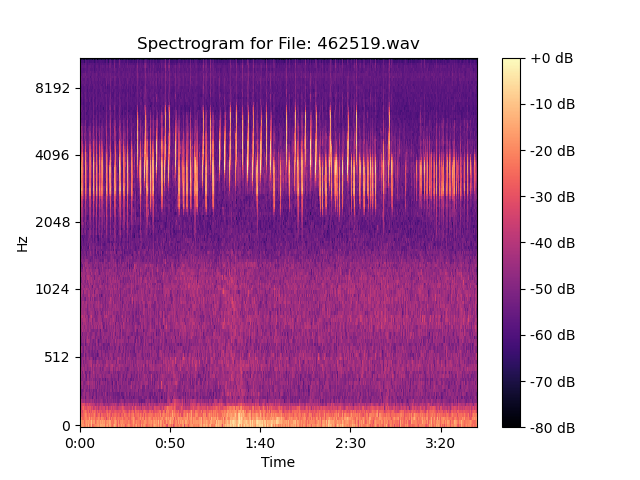 Spectrogram for File: 462519.wav
+0 dB
8192
-10 dB
4096
-20 dB
-30 dB
2048
Hz
-40 dB
1024
-50 dB
512
-60 dB
-70 dB
0
-80 dB
0:00 0:50 1:40 2:30 3:20
Time